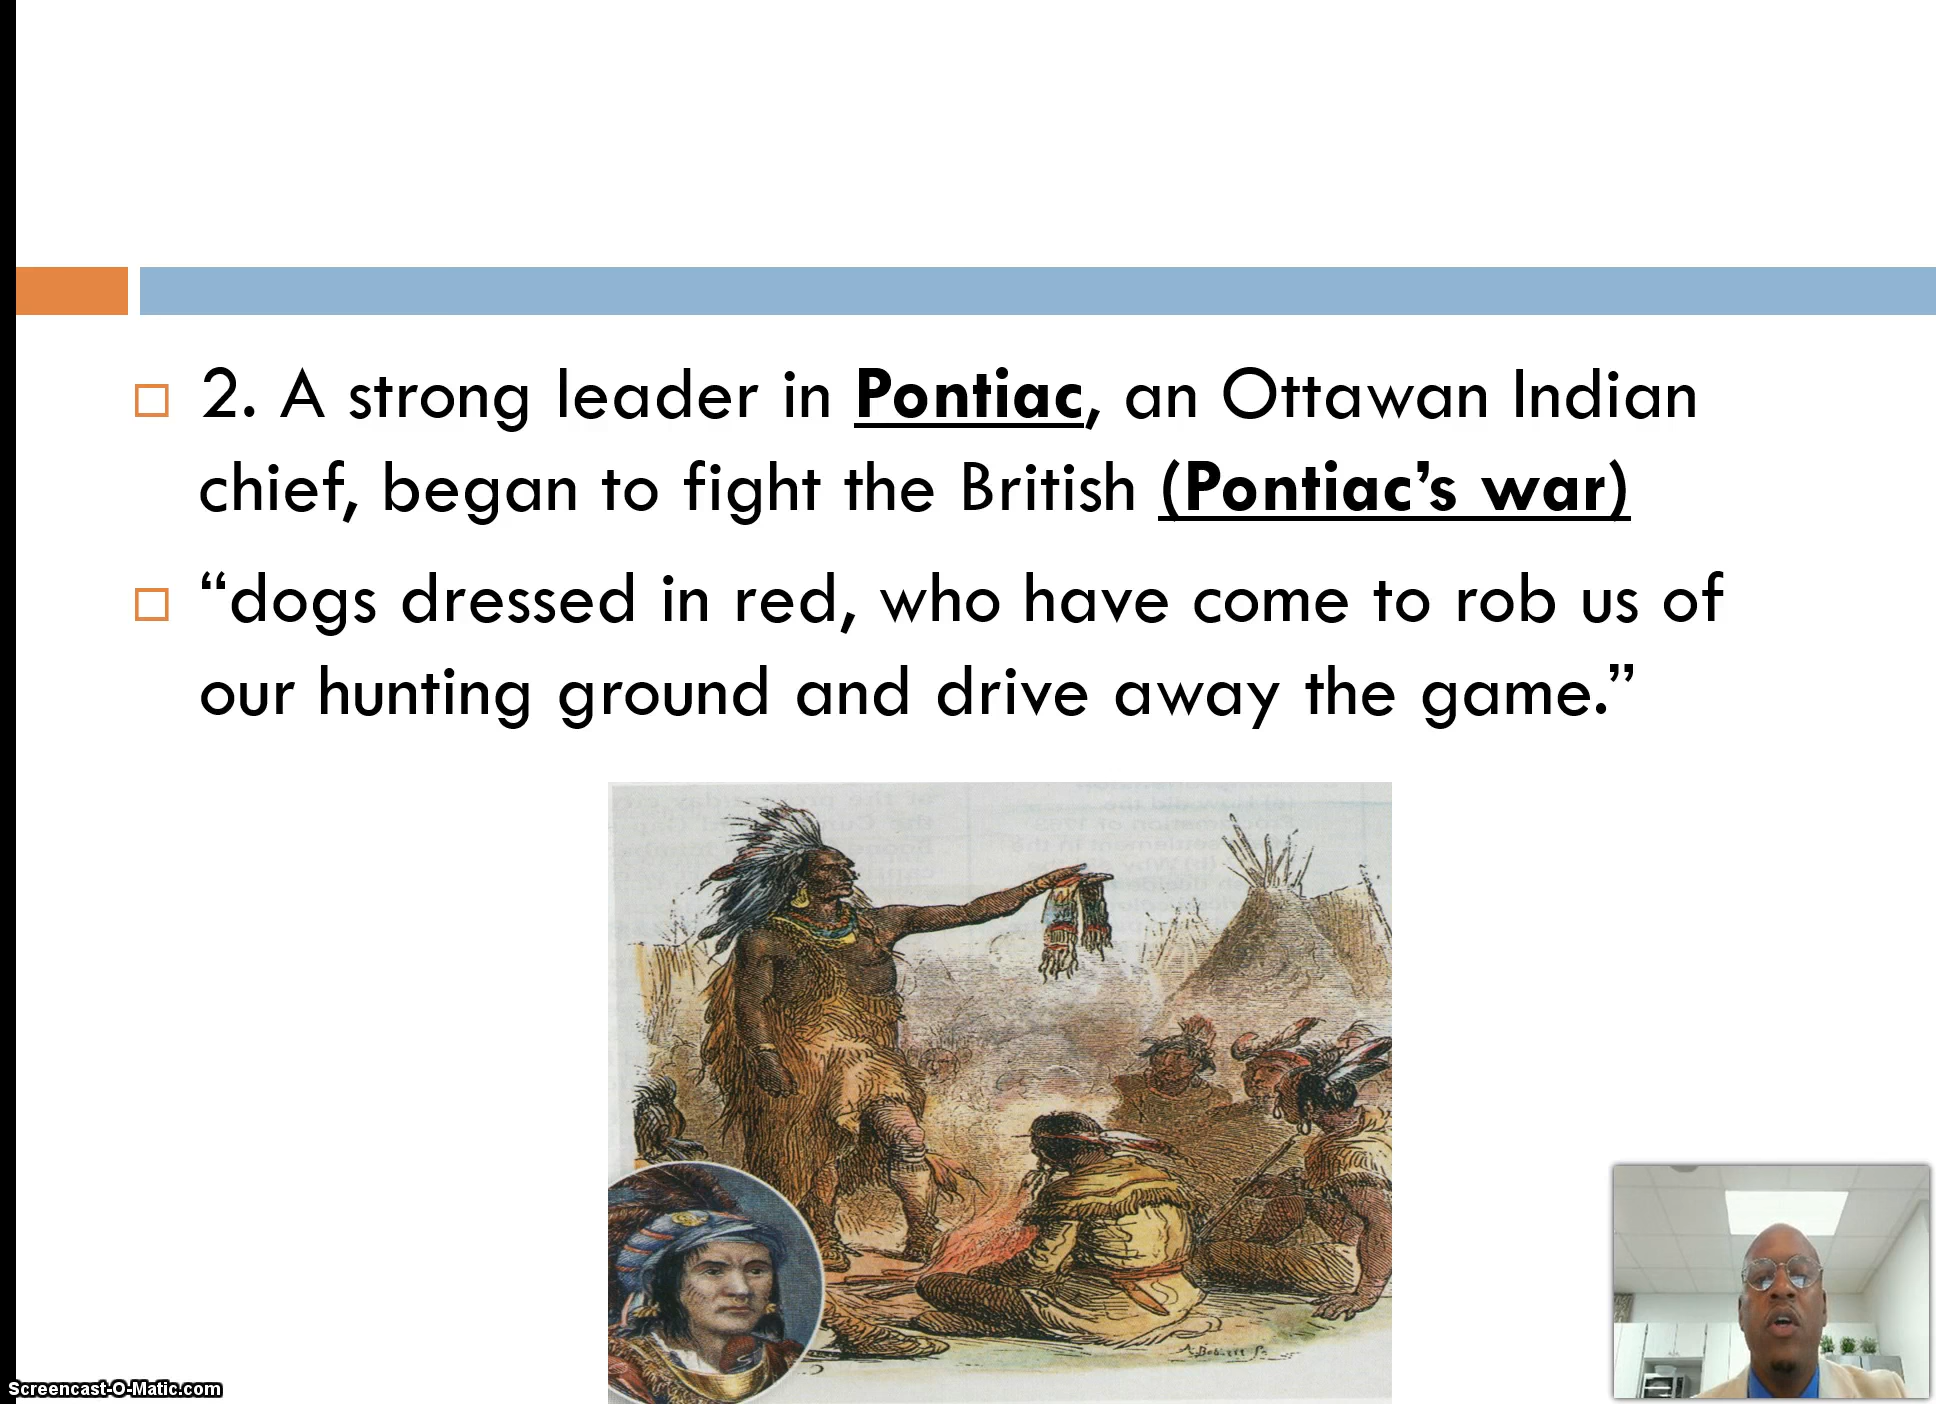 2. A strong leader in Pontiac, an Ottawan Indian
chief, began to fight the British (Pontiac’s war)
“dogs dressed in red, who have come to rob us of
our hunting ground and drive away the game.”
Screencast-O-Matic.com